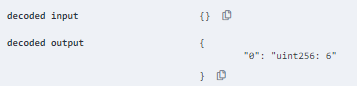 decoded input {}
decoded output {
"0": "uint256: 6"
}